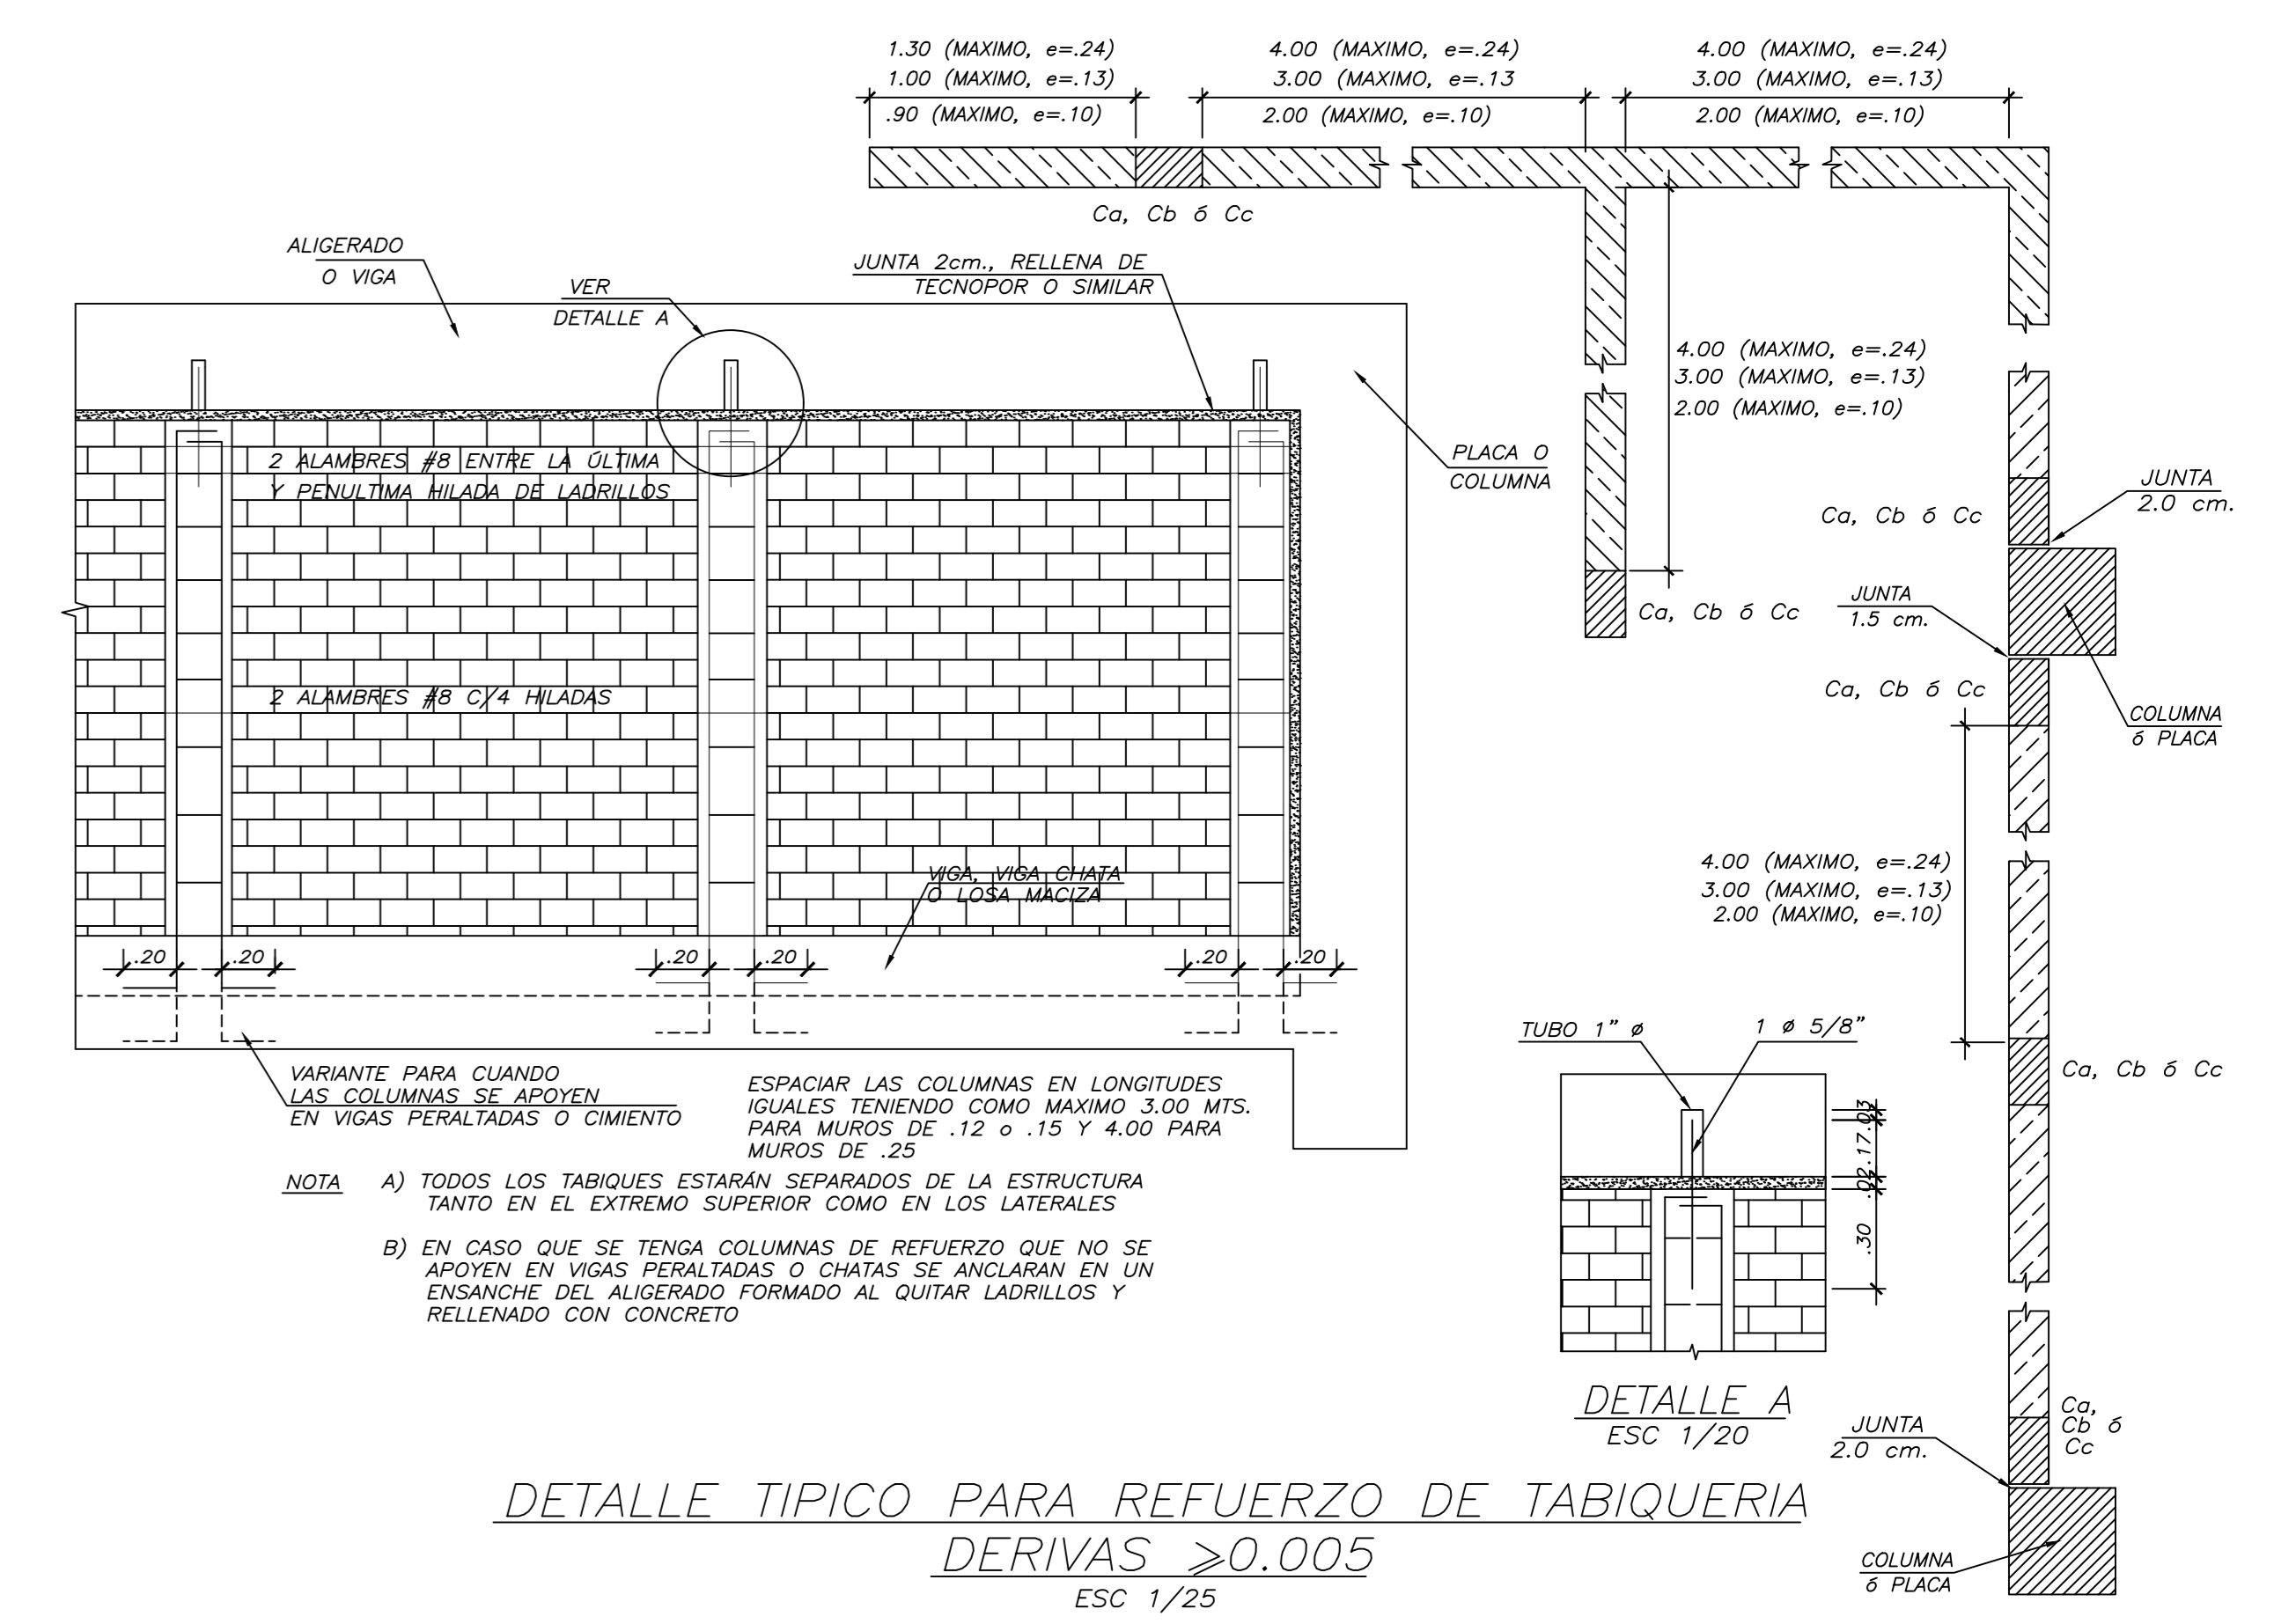 1.30 (MAXIMO, e=.24)
1.00 (MAXIMO, e=.13)
.90 (MAXIMO, e=.10)
4.00 (MAXIMO, e=.24)
3.00 (MAXIMO, e=.13
2.00 (MAXIMO, e=.10)
4.00 (MAXIMO, e=.24)
3.00 (MAXIMO, e=.13)
2.00 (MAXIMO, e=.10)
Ca, Cb ó Cc
ALIGERADO
O VIGA
VER
DETALLE A
JUNTA 2cm., RELLENA DE
TECNOPOR O SIMILAR
4.00 (MAXIMO, e=.24)
3.00 (MAXIMO, e=.13)
2.00 (MAXIMO, e=.10)
PLACA O
COLUMNA
2 ALAMBRES #8 ENTRE LA ÚLTIMA
Y PENULTIMA HILADA DE LADRILLOS
JUNTA
2.0 cm.
Ca, Cb ó Cc
Ca, Cb ó Cc
JUNTA
1.5 cm.
Ca, Cb ó Cc
2 ALAMBRES #8 C/4 HILADAS
COLUMNA
ó PLACA
4.00 (MAXIMO, e=.24)
3.00 (MAXIMO, e=.13)
2.00 (MAXIMO, e=.10)
VIGA, VIGA CHATA
O LOSA MACIZA
.20 .20 .20 .20 .20 .20
TUBO 1" ø
1 ø 5/8"
Ca, Cb ó Cc
VARIANTE PARA CUANDO
LAS COLUMNAS SE APOYEN
EN VIGAS PERALTADAS O CIMIENTO
ESPACIAR LAS COLUMNAS EN LONGITUDES
IGUALES TENIENDO COMO MAXIMO 3.00 MTS.
PARA MUROS DE .12 o .15 Y 4.00 PARA
MUROS DE .25
.03
.17
.02
.30
NOTA A) TODOS LOS TABIQUES ESTARÁN SEPARADOS DE LA ESTRUCTURA
TANTO EN EL EXTREMO SUPERIOR COMO EN LOS LATERALES
B) EN CASO QUE SE TENGA COLUMNAS DE REFUERZO QUE NO SE
APOYEN EN VIGAS PERALTADAS O CHATAS SE ANCLARAN EN UN
ENSANCHE DEL ALIGERADO FORMADO AL QUITAR LADRILLOS Y
RELLENADO CON CONCRETO
DETALLE A
ESC 1/20
Ca,
Cb ó
Cc
JUNTA
2.0 cm.
DETALLE TIPICO PARA REFUERZO DE TABIQUERIA
DERIVAS ⩾0.005
ESC 1/25
COLUMNA
ó PLACA